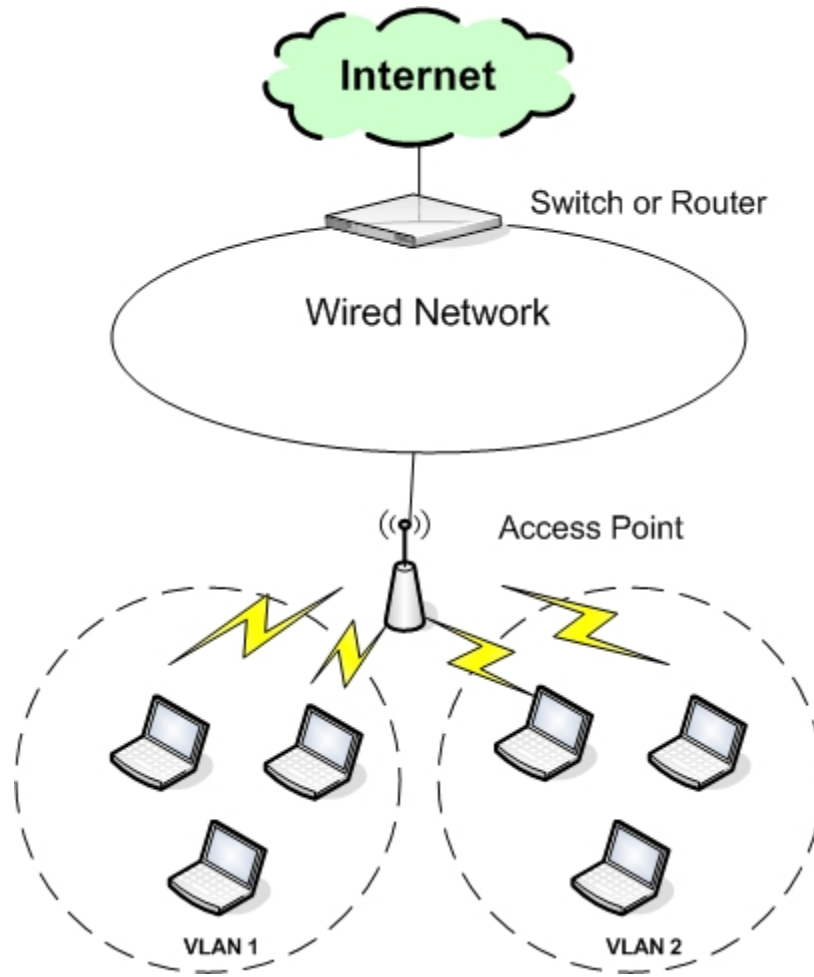 Internet
Switch or Router
Wired Network
Access Point
VLAN 1
VLAN 2